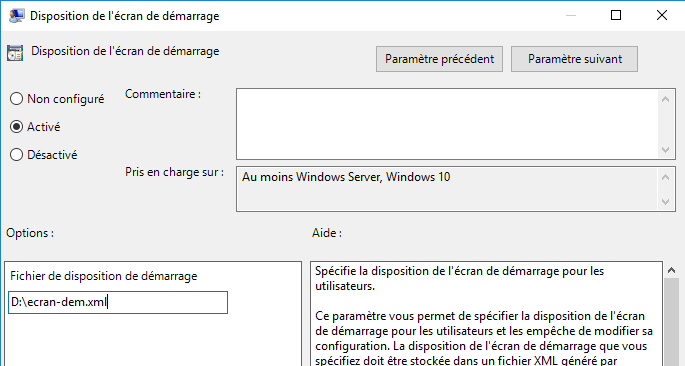 Disposition de l'écran de démarrage
Disposition de l'écran de démarrage
Paramètre précédent
Paramètre suivant
Non configuré
Commentaire :
Activé
Désactivé
Pris en charge sur :
Au moins Windows Server, Windows 10
Options :
Aide :
Fichier de disposition de démarrage
D:\ecran-dem.xml
Spécifie la disposition de l'écran de démarrage pour les
utilisateurs.
Ce paramètre vous permet de spécifier la disposition de l'écran
de démarrage pour les utilisateurs et les empêche de modifier sa
configuration. La disposition de l'écran de démarrage que vous
spécifiez doit être stockée dans un fichier XML généré par